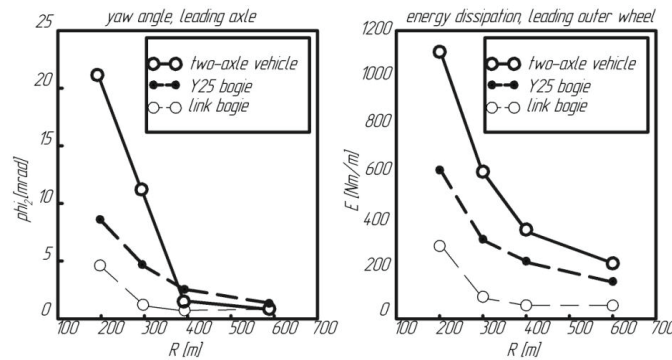 yaw angle, leading axle
25
20
15
10
5
0
phi₂ [mrad]
two-axle vehicle
Y25 bogie
link bogie
100 200 300 400 500 600 700
R [m]
energy dissipation, leading outer wheel
1200
1000
800
600
400
200
0
E [Nm/m]
two-axle vehicle
Y25 bogie
link bogie
100 200 300 400 500 600 700
R [m]